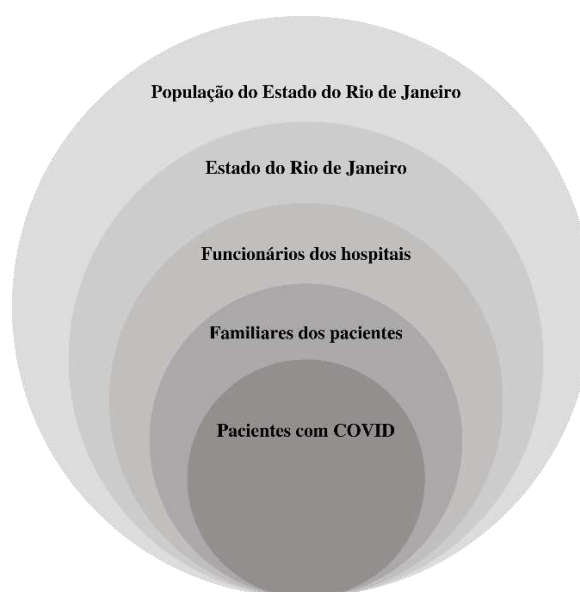 População do Estado do Rio de Janeiro
Estado do Rio de Janeiro
Funcionários dos hospitais
Familiares dos pacientes
Pacientes com COVID